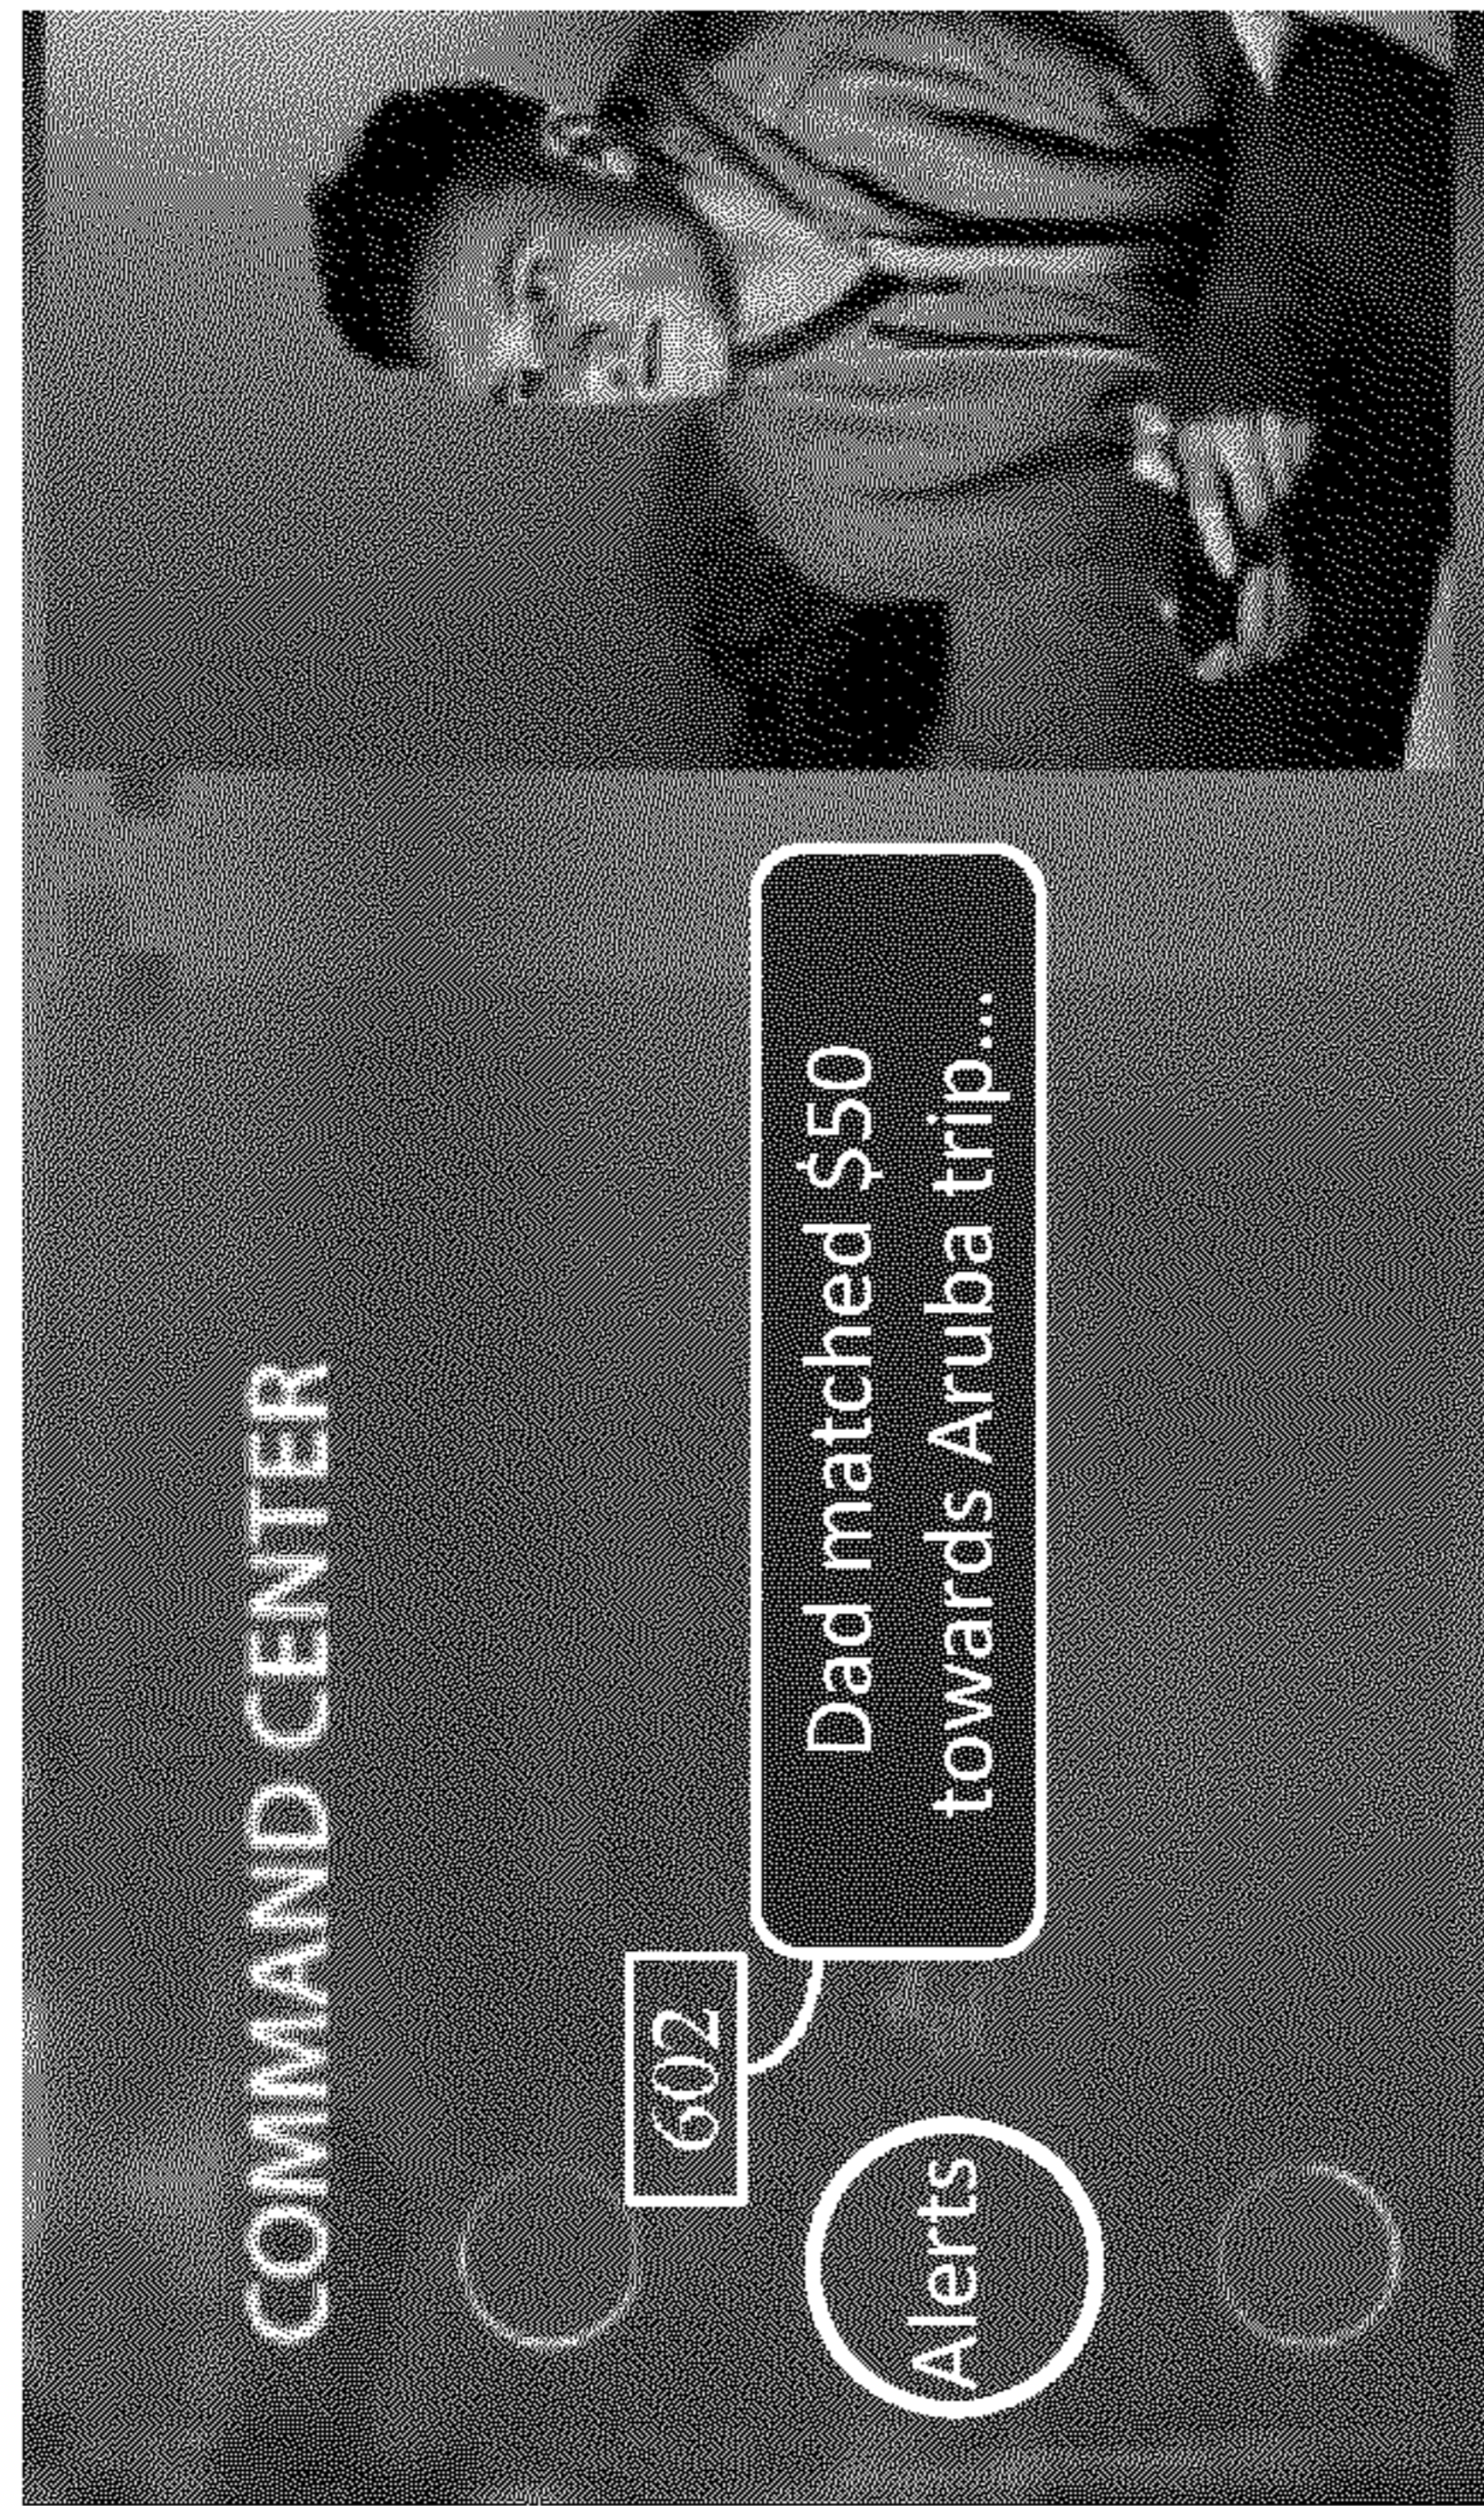 COMMAND CENTER
602
Dad matched $50
towards Aruba trip...
Alerts